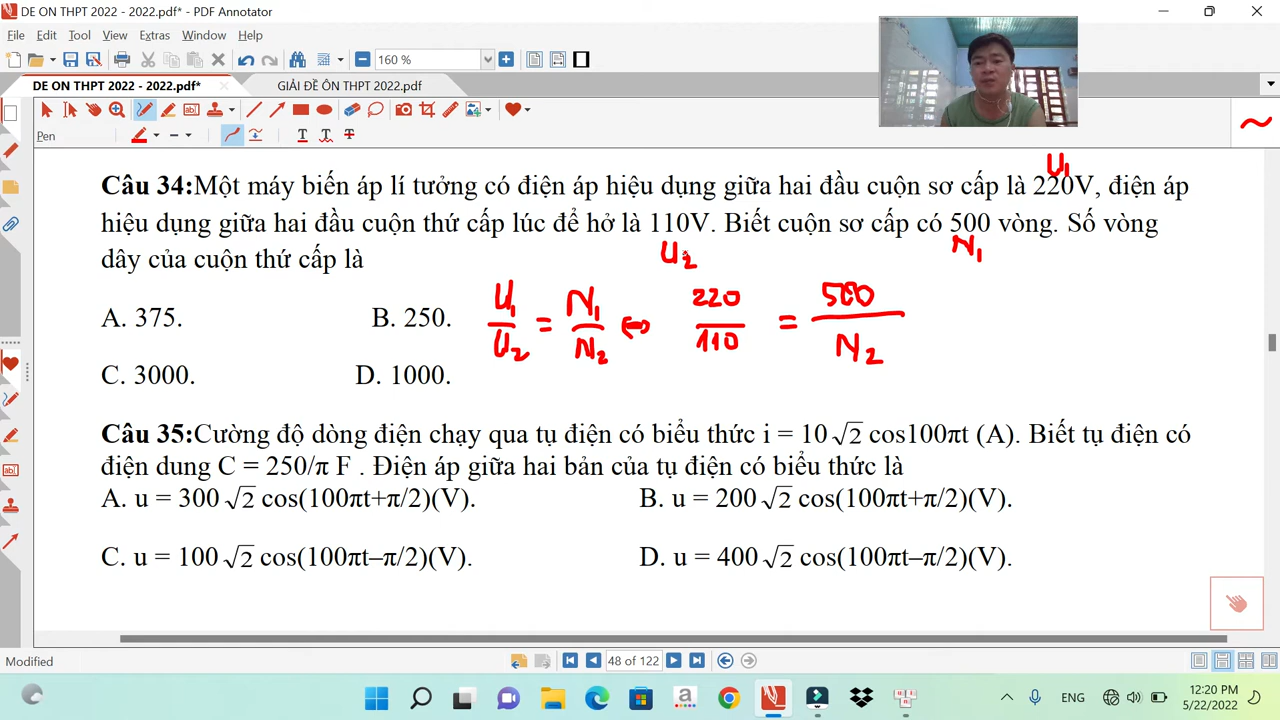 DE ON THPT 2022 - 2022.pdf* - PDF Annotator
File Edit Tool View Extras Window Help
160 %
DE ON THPT 2022 - 2022.pdf* GIẢI ĐỀ ÔN THPT 2022.pdf
Pen
U1
Câu 34:Một máy biến áp lí tưởng có điện áp hiệu dụng giữa hai đầu cuộn sơ cấp là 220V, điện áp
hiệu dụng giữa hai đầu cuộn thứ cấp lúc để hở là 110V. Biết cuộn sơ cấp có 500 vòng. Số vòng
U2 N1
dây của cuộn thứ cấp là
U1/U2 = N1/N2 ⇔ 220/110 = 500/N2
A. 375. B. 250.
C. 3000. D. 1000.
Câu 35:Cường độ dòng điện chạy qua tụ điện có biểu thức i = 10√2 cos100πt (A). Biết tụ điện có
điện dung C = 250/π F . Điện áp giữa hai bản của tụ điện có biểu thức là
A. u = 300√2 cos(100πt+π/2)(V). B. u = 200√2 cos(100πt+π/2)(V).
C. u = 100√2 cos(100πt–π/2)(V). D. u = 400√2 cos(100πt–π/2)(V).
Modified 48 of 122
ENG 12:20 PM
5/22/2022